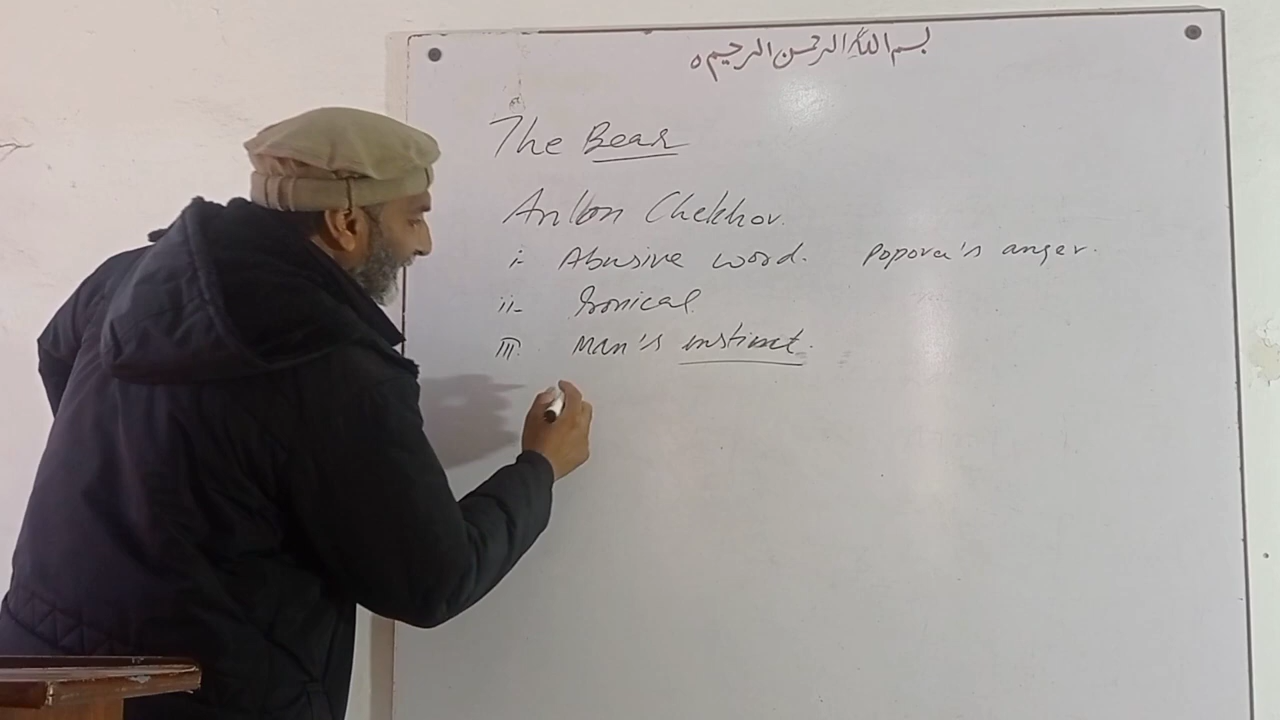 بسم اللہ الرحمن الرحیم ہ
The Bear
Anton Chekhov.
i- Abusive word. Popova's anger.
ii- Ironical
iii. Man's instinct.